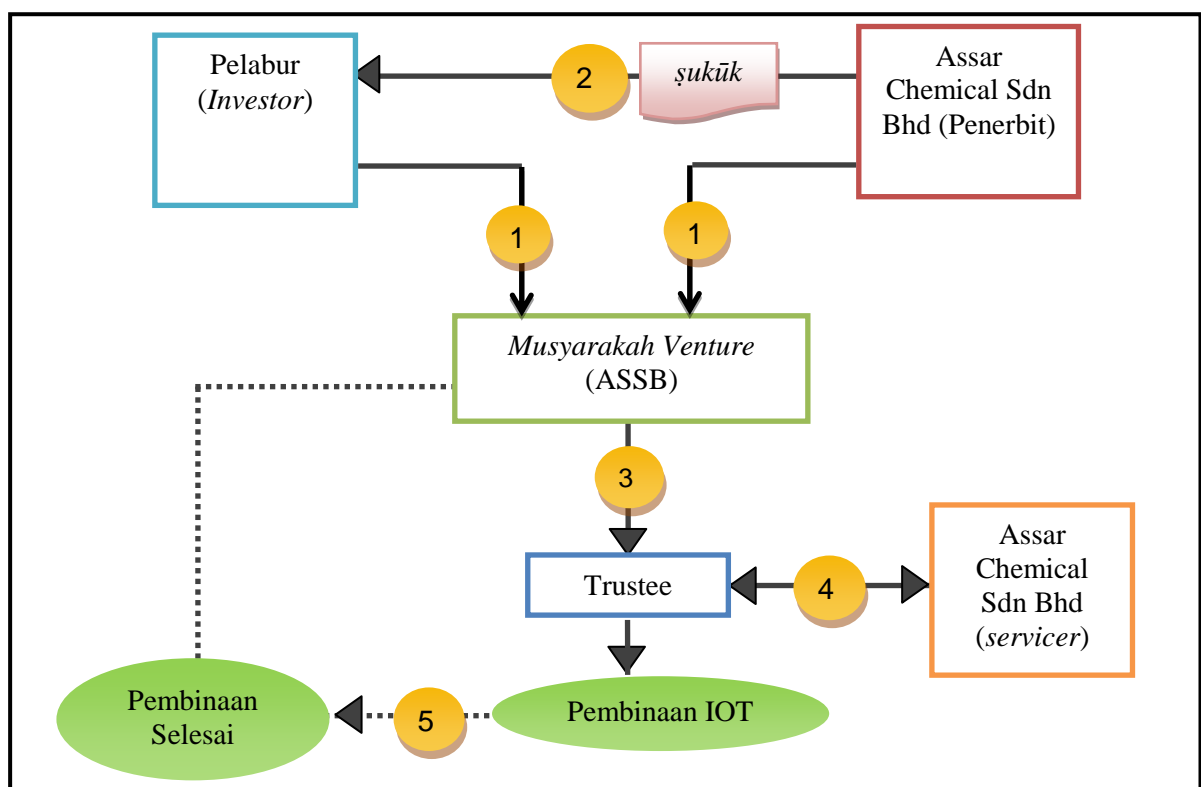 Pelabur
(Investor)
2
ṣukūk
Assar
Chemical Sdn
Bhd (Penerbit)
1
1
Musyarakah Venture
(ASSB)
3
Trustee
4
Assar
Chemical
Sdn Bhd
(servicer)
Pembinaan
Selesai
5
Pembinaan IOT